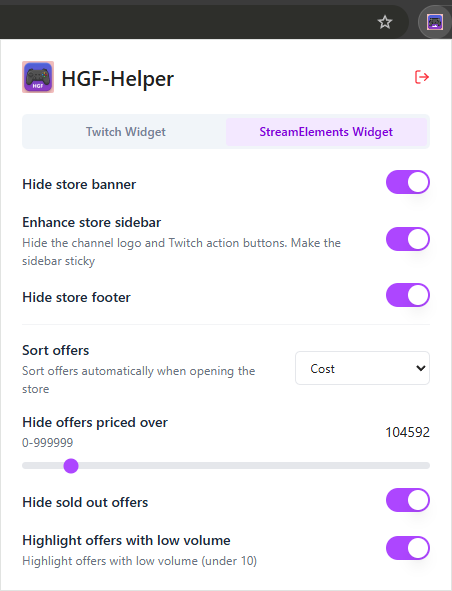 HGF
HGF-Helper
Twitch Widget
StreamElements Widget
Hide store banner
Enhance store sidebar
Hide the channel logo and Twitch action buttons. Make the
sidebar sticky
Hide store footer
Sort offers
Sort offers automatically when opening the
store
Cost
Hide offers priced over
0-999999
104592
Hide sold out offers
Highlight offers with low volume
Highlight offers with low volume (under 10)